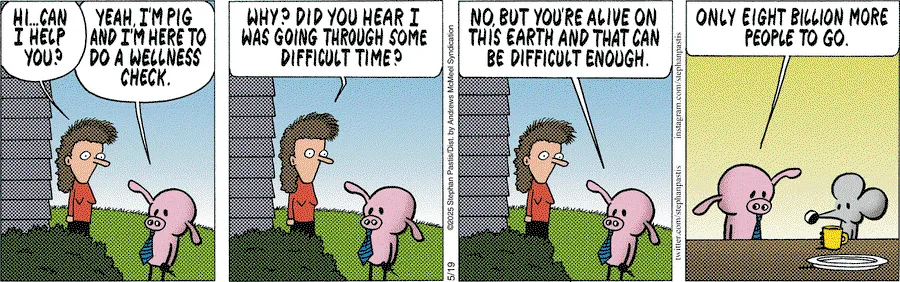 HI...CAN
I HELP
YOU?
YEAH, I'M PIG
AND I'M HERE TO
DO A WELLNESS
CHECK.
WHY? DID YOU HEAR I
WAS GOING THROUGH SOME
DIFFICULT TIME?
©2025 Stephan Pastis/Dist. by Andrews McMeel Syndication
5/19
NO, BUT YOU'RE ALIVE ON
THIS EARTH AND THAT CAN
BE DIFFICULT ENOUGH.
twitter.com/stephanpastis
instagram.com/stephanpastis
ONLY EIGHT BILLION MORE
PEOPLE TO GO.